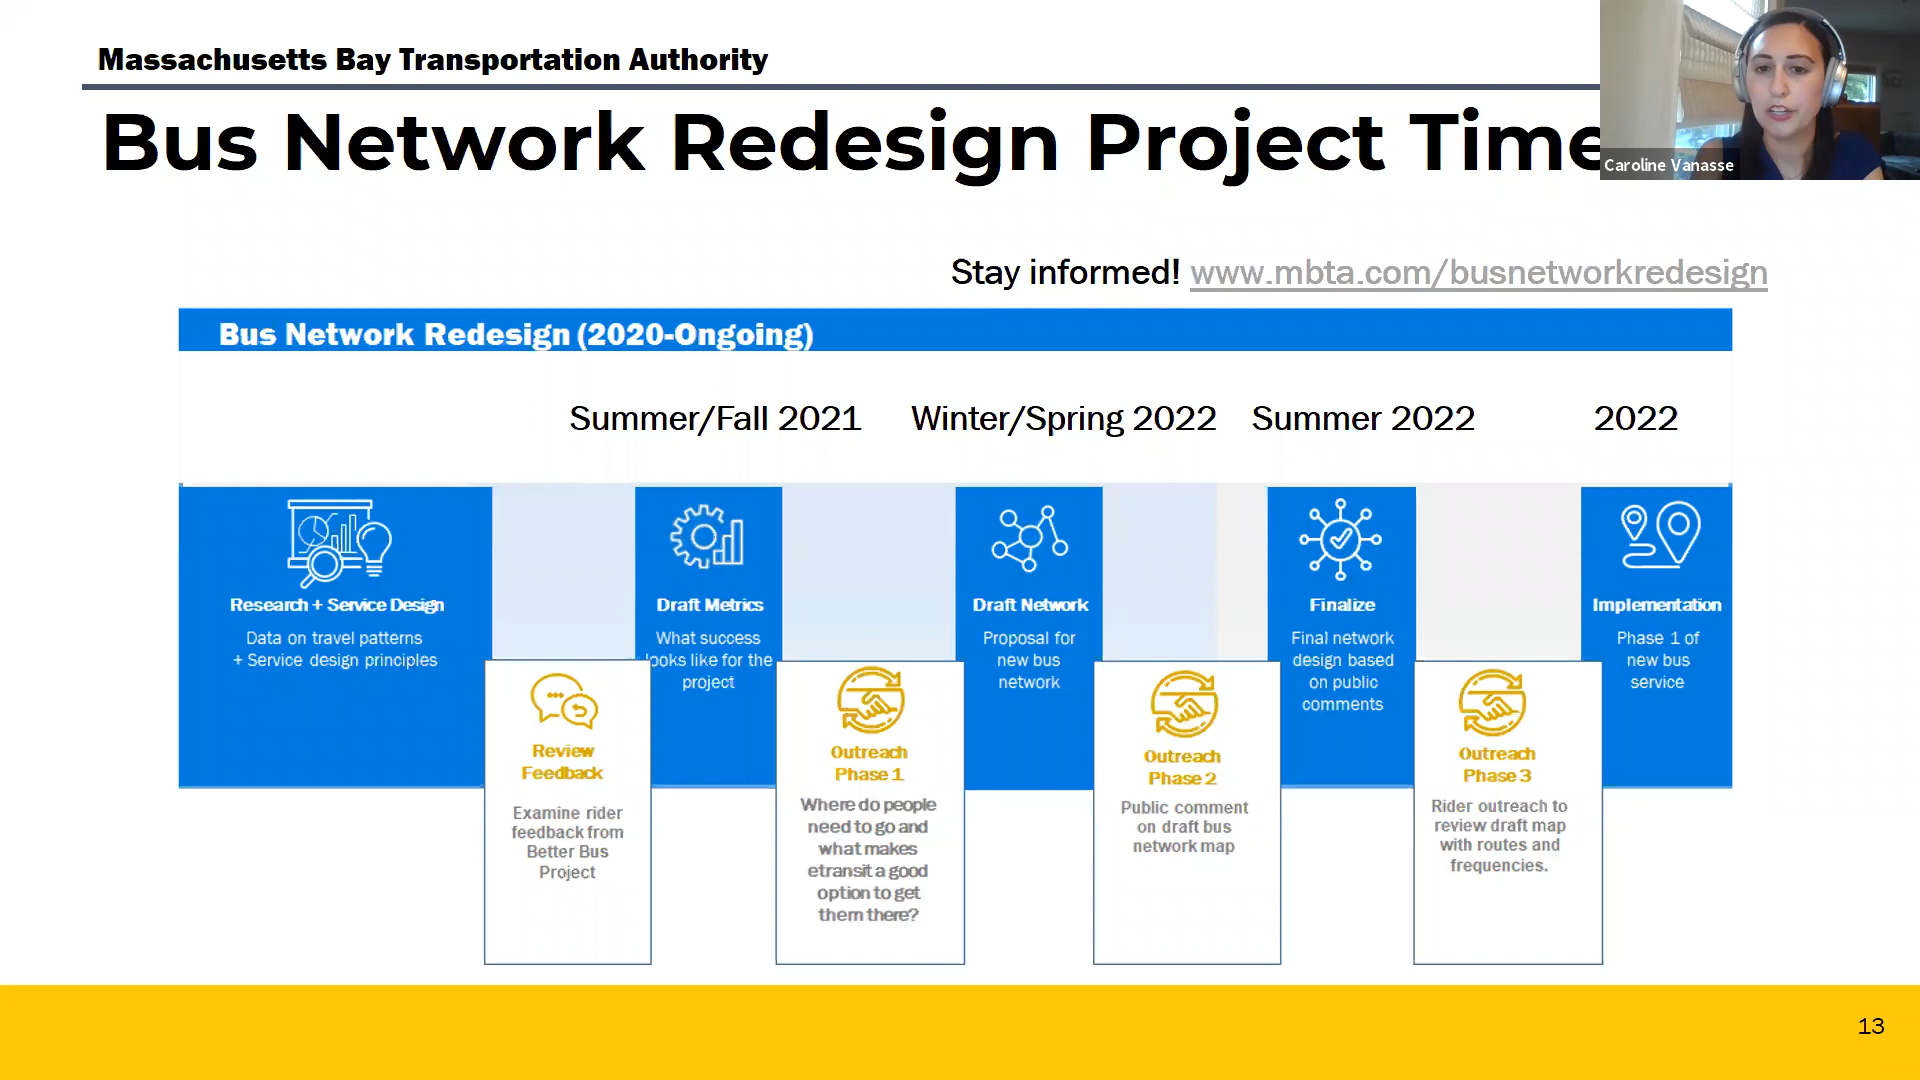 Massachusetts Bay Transportation Authority
Bus Network Redesign Project Time
Caroline Vanasse
Stay informed! www.mbta.com/busnetworkredesign
Bus Network Redesign (2020-Ongoing)
Summer/Fall 2021
Winter/Spring 2022
Summer 2022
2022
Research + Service Design
Data on travel patterns
+ Service design principles
Review
Feedback
Examine rider
feedback from
Better Bus
Project
Draft Metrics
What success
looks like for the
project
Outreach
Phase 1
Where do people
need to go and
what makes
etransit a good
option to get
them there?
Draft Network
Proposal for
new bus
network
Outreach
Phase 2
Public comment
on draft bus
network map
Finalize
Final network
design based
on public
comments
Outreach
Phase 3
Rider outreach to
review draft map
with routes and
frequencies.
Implementation
Phase 1 of
new bus
service
13